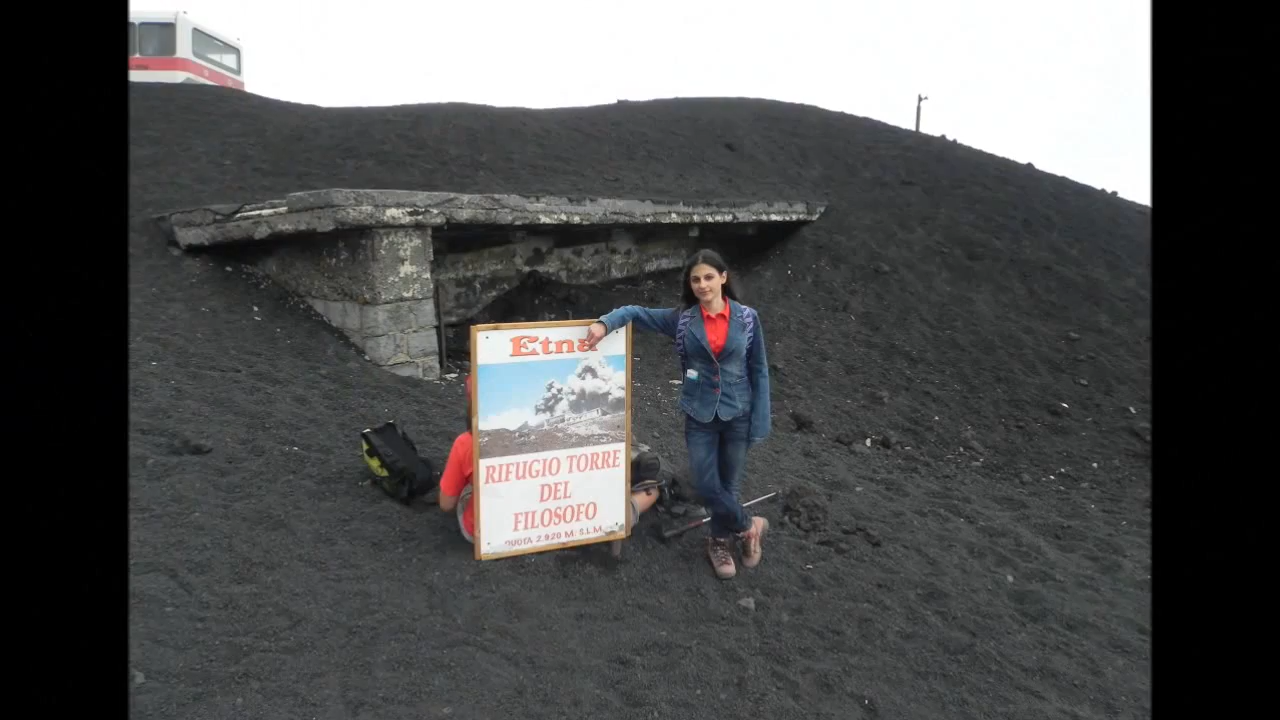 Etna
RIFUGIO TORRE
DEL
FILOSOFO
QUOTA 2.920 M. S.L.M.